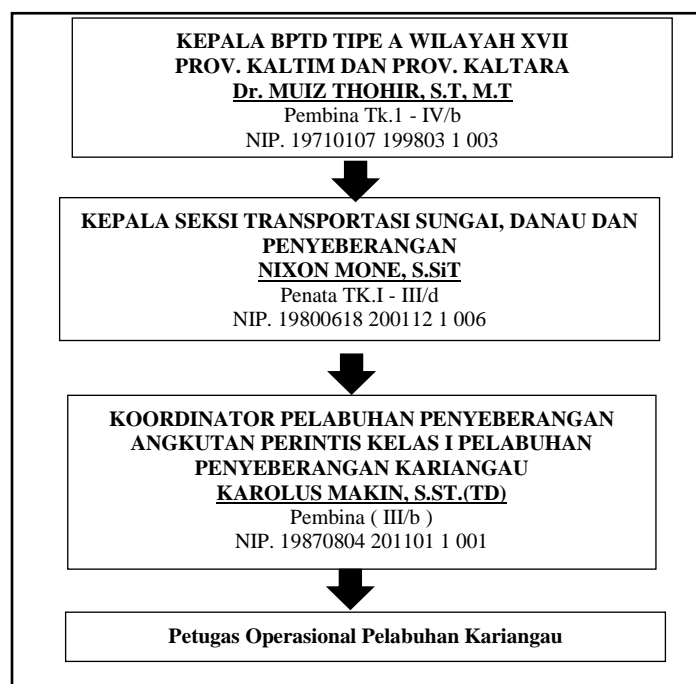 KEPALA BPTD TIPE A WILAYAH XVII
PROV. KALTIM DAN PROV. KALTARA
Dr. MUIZ THOHIR, S.T, M.T
Pembina Tk.1 - IV/b
NIP. 19710107 199803 1 003
KEPALA SEKSI TRANSPORTASI SUNGAI, DANAU DAN
PENYEBERANGAN
NIXON MONE, S.SiT
Penata TK.I - III/d
NIP. 19800618 200112 1 006
KOORDINATOR PELABUHAN PENYEBERANGAN
ANGKUTAN PERINTIS KELAS I PELABUHAN
PENYEBERANGAN KARIANGAU
KAROLUS MAKIN, S.ST.(TD)
Pembina ( III/b )
NIP. 19870804 201101 1 001
Petugas Operasional Pelabuhan Kariangau